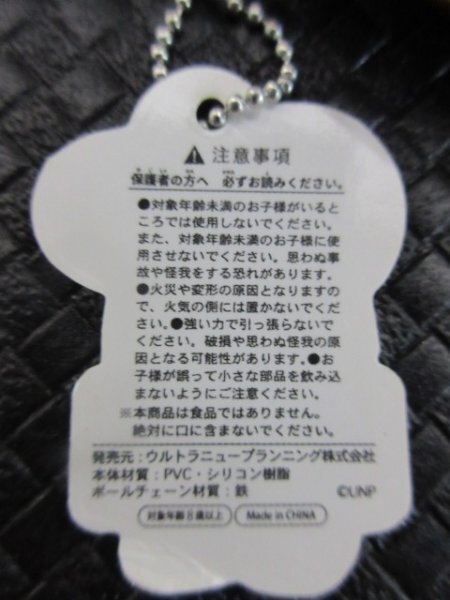 ⚠ 注意事項
保護者の方へ 必ずお読みください。
●対象年齢未満のお子様がいると
ころでは使用しないでください。
また、対象年齢未満のお子様に使
用させないでください。思わぬ事
故や怪我をする恐れがあります。
●火災や変形の原因となりますの
で、火気の側には置かないでくだ
さい。●強い力で引っ張らないで
ください。破損や思わぬ怪我の原
因となる可能性があります。●お
子様が誤って小さな部品を飲み込
まないようにご注意ください。
※本商品は食品ではありません。
絶対に口に含まないでください。
発売元:ウルトラニュープランニング株式会社
本体材質:PVC・シリコン樹脂
ボールチェーン材質:鉄 ©UNP
対象年齢8歳以上 Made in CHINA